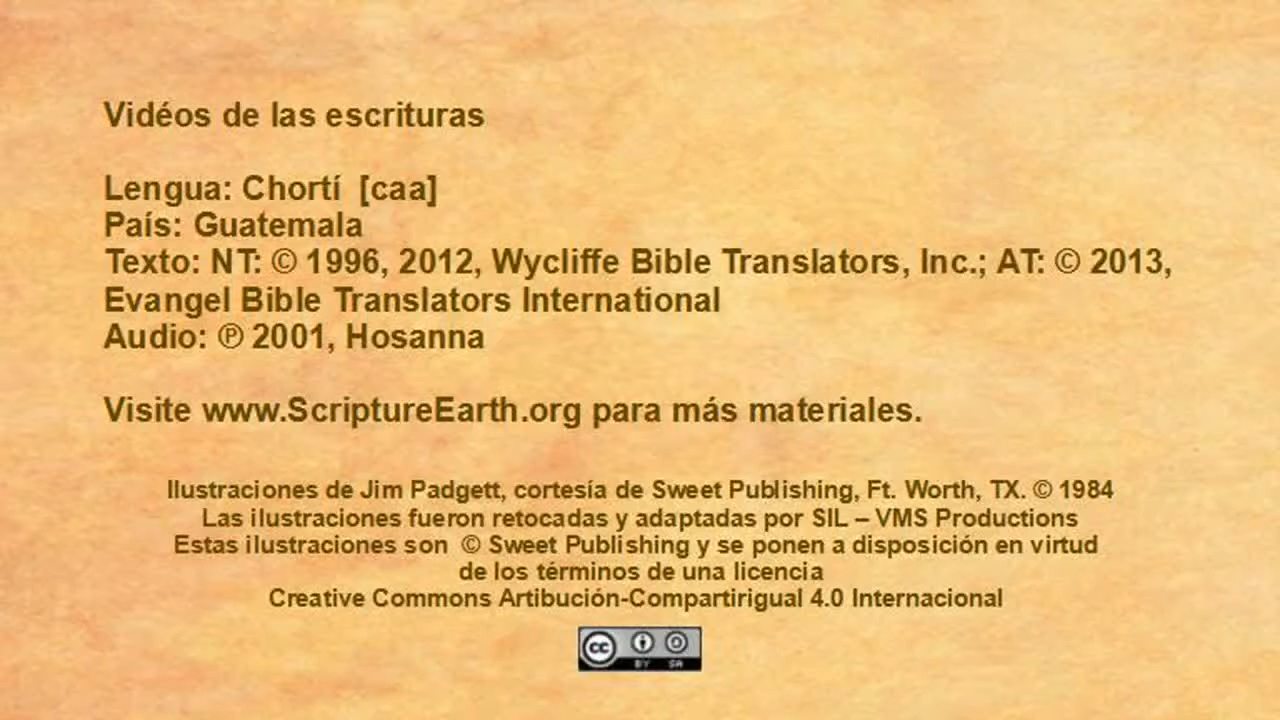 Vidéos de las escrituras
Lengua: Chortí [caa]
País: Guatemala
Texto: NT: © 1996, 2012, Wycliffe Bible Translators, Inc.; AT: © 2013,
Evangel Bible Translators International
Audio: ℗ 2001, Hosanna
Visite www.ScriptureEarth.org para más materiales.
Ilustraciones de Jim Padgett, cortesía de Sweet Publishing, Ft. Worth, TX. © 1984
Las ilustraciones fueron retocadas y adaptadas por SIL – VMS Productions
Estas ilustraciones son © Sweet Publishing y se ponen a disposición en virtud
de los términos de una licencia
Creative Commons Artibución-Compartirigual 4.0 Internacional
cc BY SA